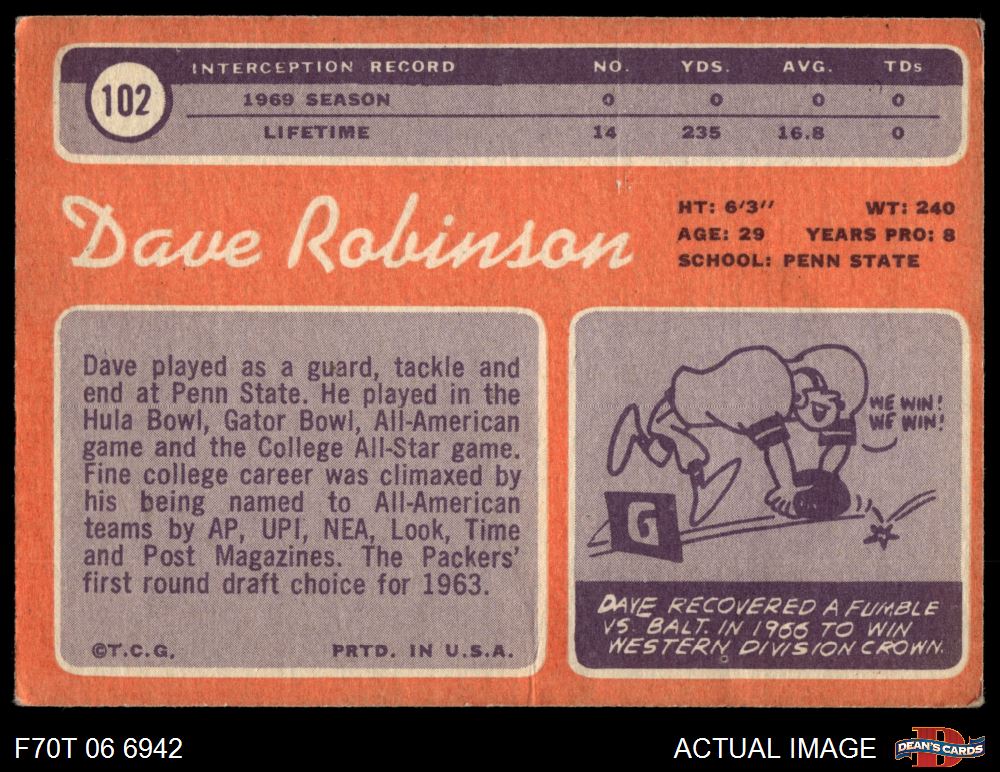 102
INTERCEPTION RECORD NO. YDS. AVG. TDs
1969 SEASON 0 0 0 0
LIFETIME 14 235 16.8 0
Dave Robinson
HT: 6'3" WT: 240
AGE: 29 YEARS PRO: 8
SCHOOL: PENN STATE
Dave played as a guard, tackle and
end at Penn State. He played in the
Hula Bowl, Gator Bowl, All-American
game and the College All-Star game.
Fine college career was climaxed by
his being named to All-American
teams by AP, UPI, NEA, Look, Time
and Post Magazines. The Packers'
first round draft choice for 1963.
©T.C.G. PRTD. IN U.S.A.
WE WIN!
WE WIN!
G
DAVE RECOVERED A FUMBLE
VS. BALT. IN 1966 TO WIN
WESTERN DIVISION CROWN.
F70T 06 6942 ACTUAL IMAGE
D
DEAN'S CARDS